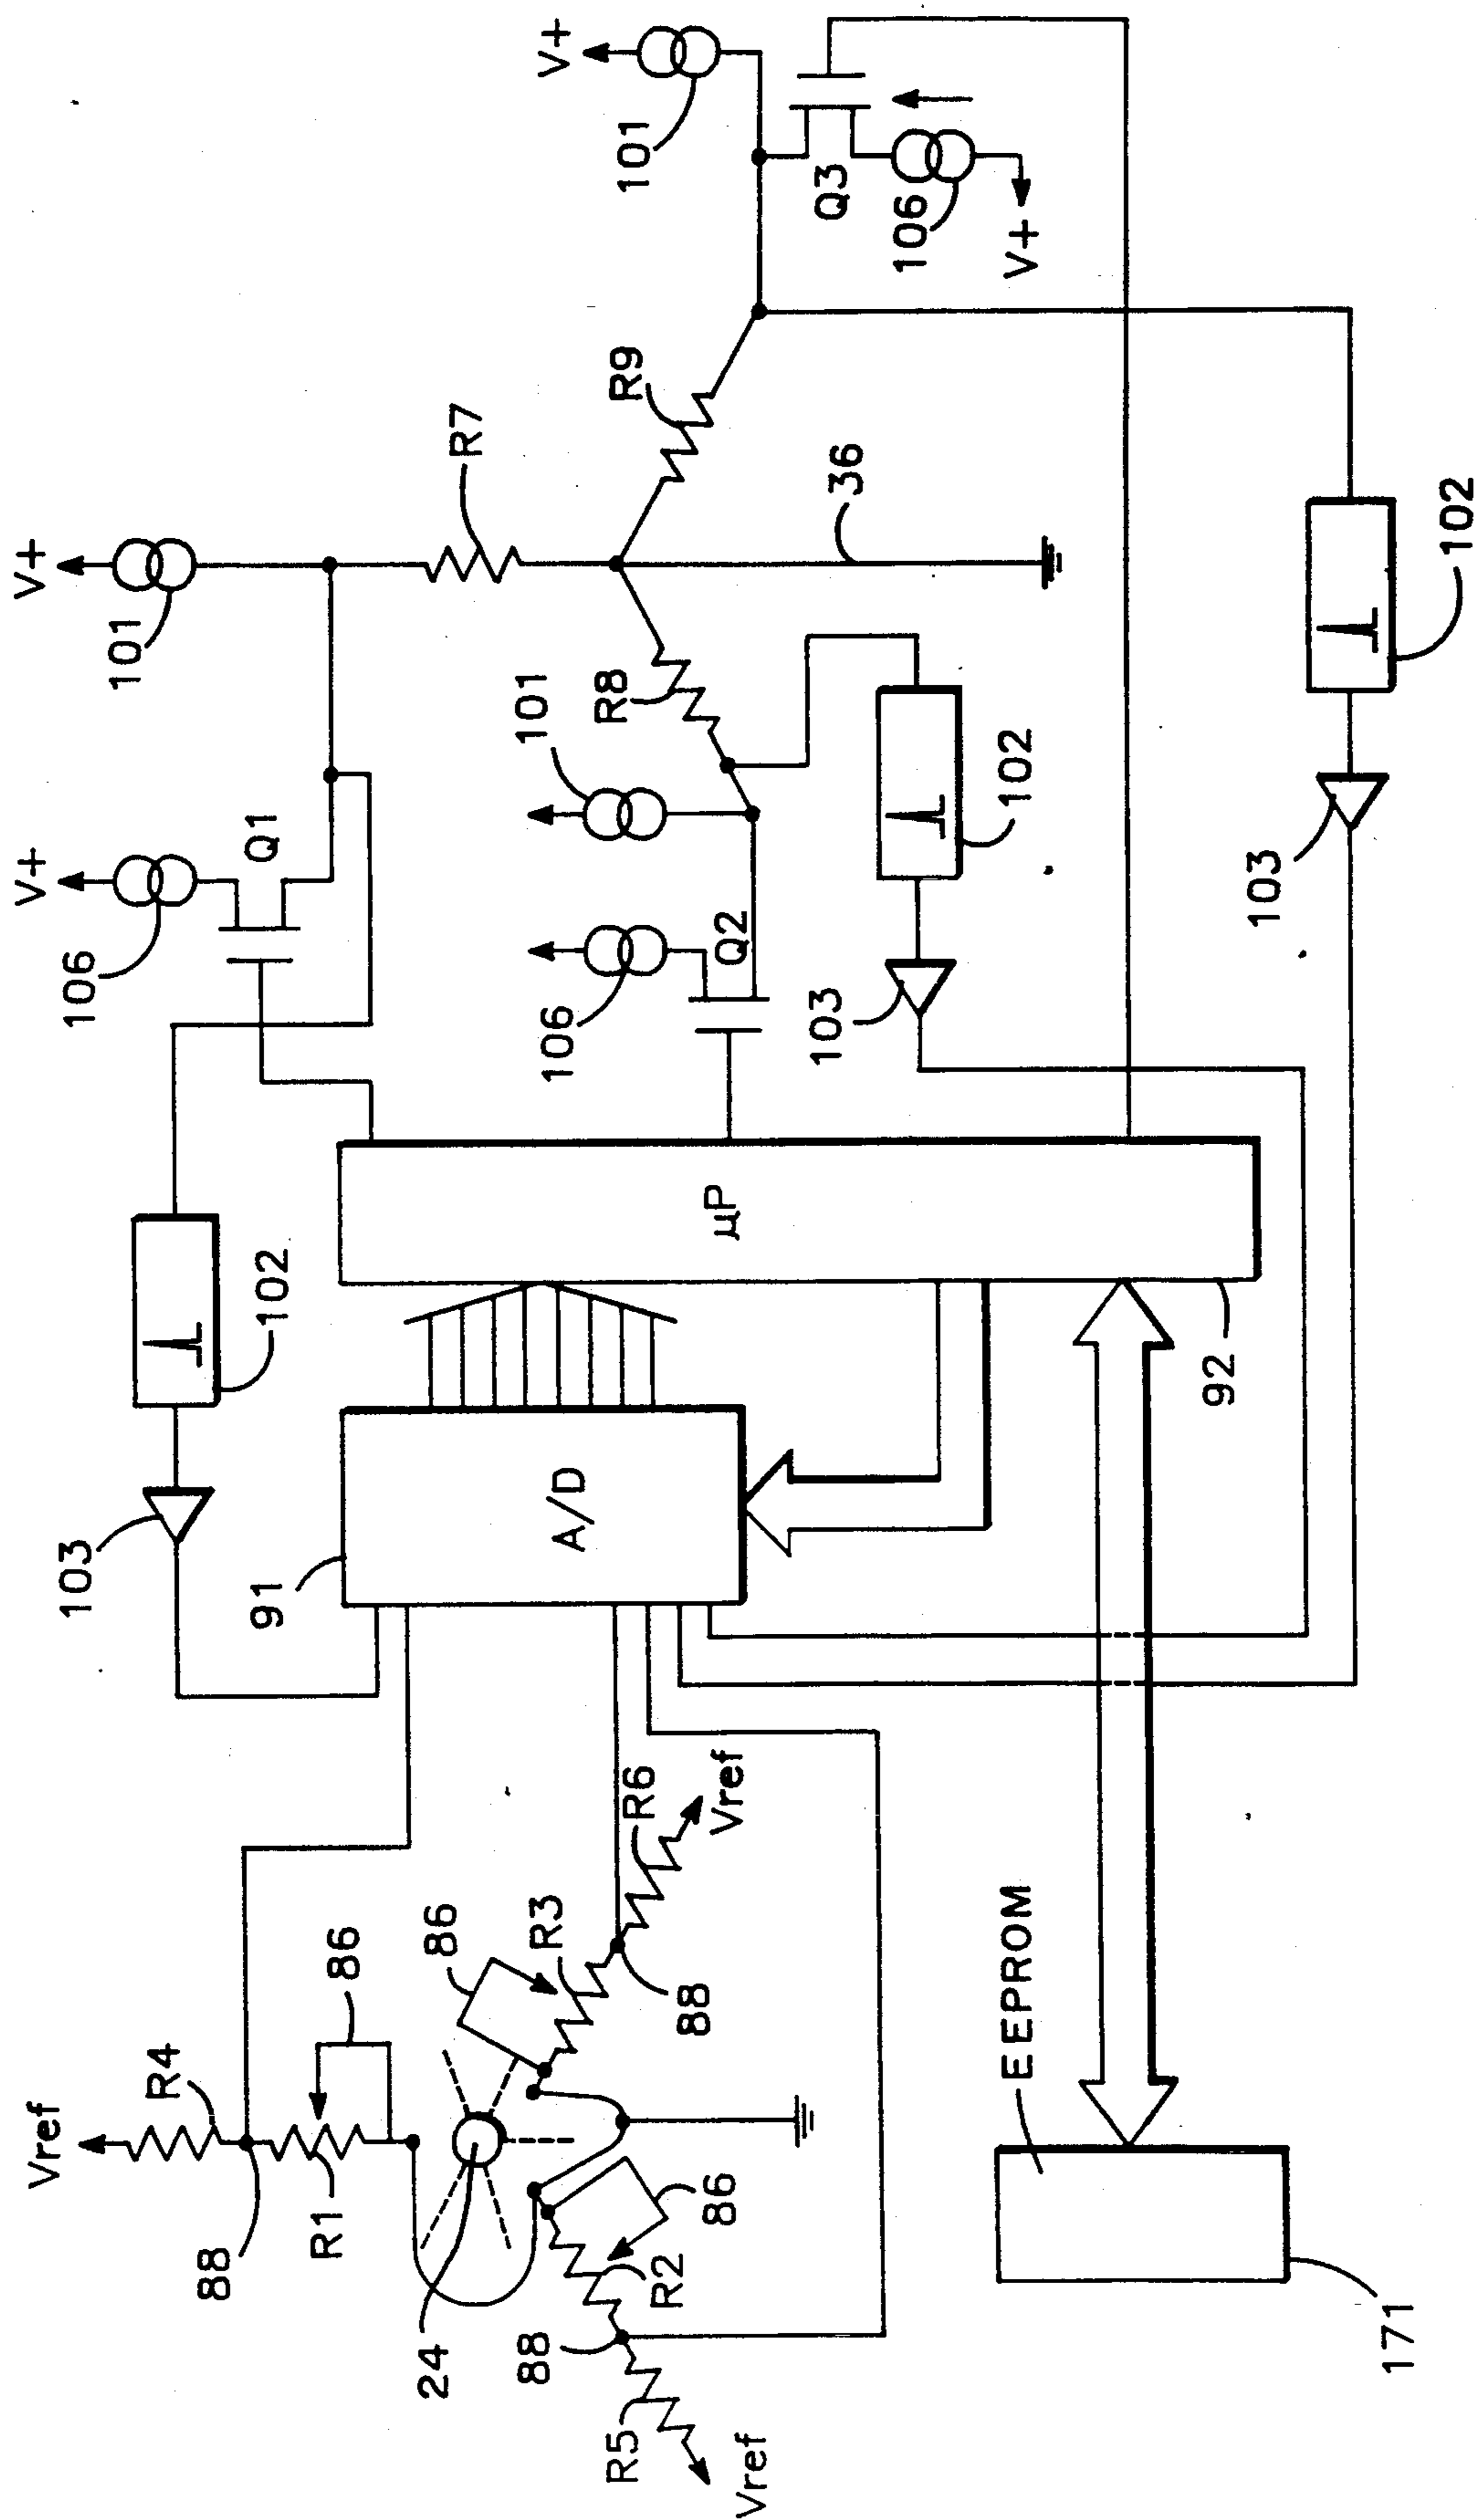 V+
101
106
Q3
V+
R9
R7
36
V+
101
102
R8
101
102
Q1
V+
106
Q2
106
103
103
µP
102
92
A/D
103
91
R6
Vref
R3
86
88
86
EEPROM
R4
Vref
R1
88
86
R2
24
88
R5
Vref
171